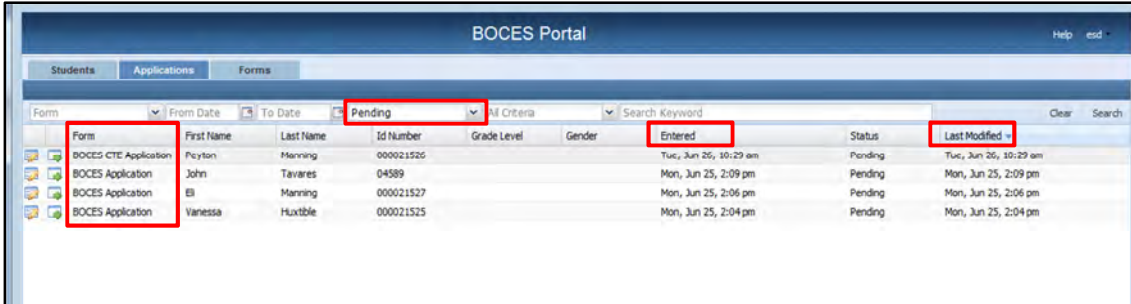 BOCES Portal
Help esd
Students Applications Forms
Form From Date To Date Pending All Criteria Search Keyword Clear Search
Form First Name Last Name Id Number Grade Level Gender Entered Status Last Modified
BOCES CTE Application Peyton Manning 000021526 Tue, Jun 26, 10:29 am Pending Tue, Jun 26, 10:29 am
BOCES Application John Tavares 04589 Mon, Jun 25, 2:09 pm Pending Mon, Jun 25, 2:09 pm
BOCES Application Eli Manning 000021527 Mon, Jun 25, 2:06 pm Pending Mon, Jun 25, 2:06 pm
BOCES Application Vanessa Huxtible 000021525 Mon, Jun 25, 2:04 pm Pending Mon, Jun 25, 2:04 pm